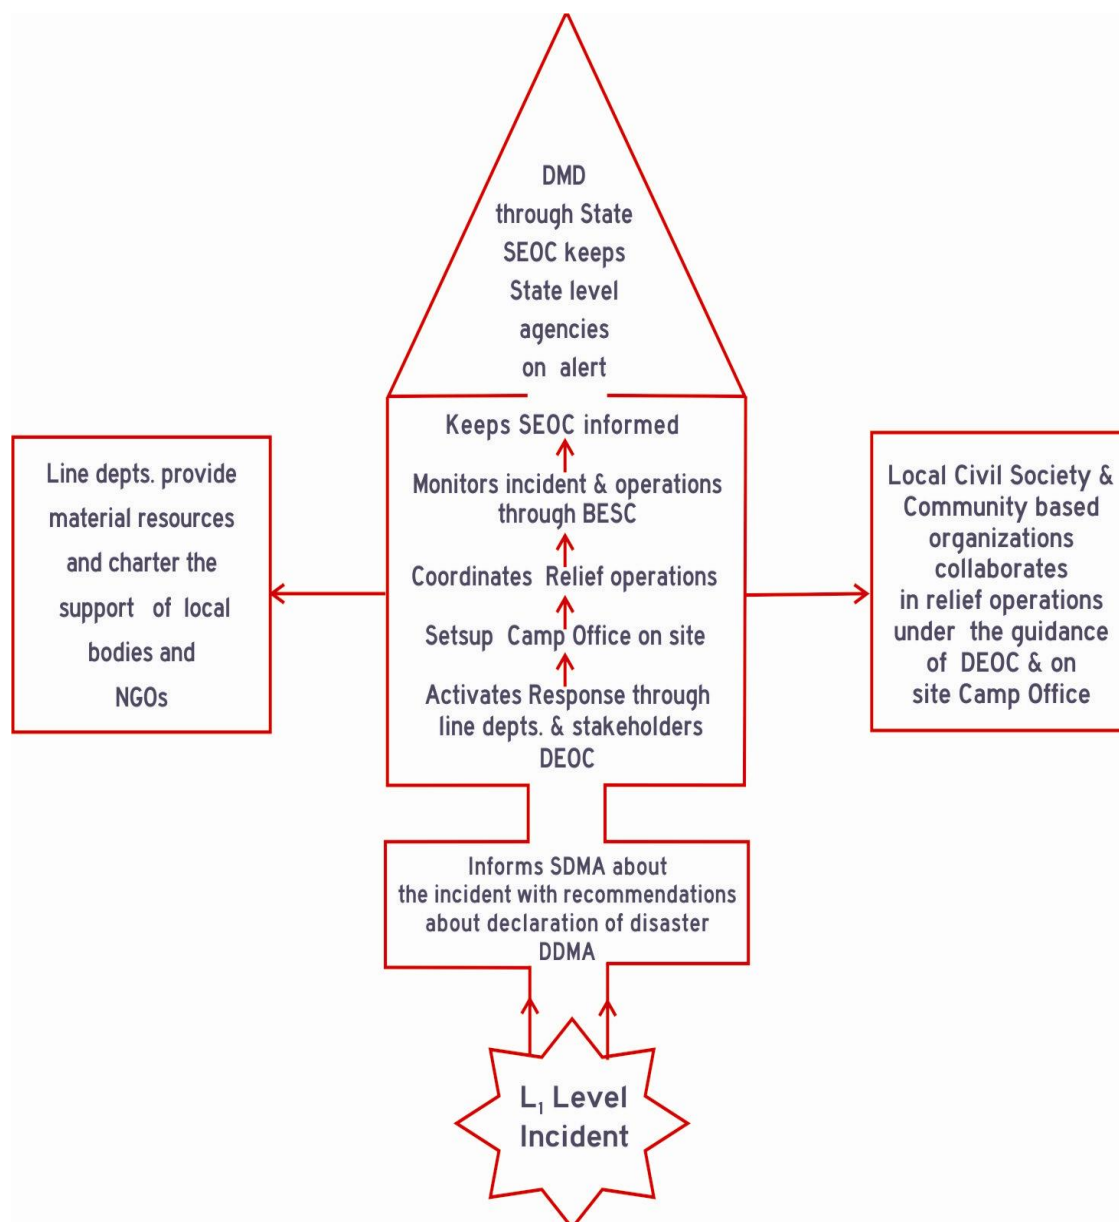 DMD
through State
SEOC keeps
State level
agencies
on alert
Keeps SEOC informed
Monitors incident & operations
through BESC
Coordinates Relief operations
Setsup Camp Office on site
Activates Response through
line depts. & stakeholders
DEOC
Line depts. provide
material resources
and charter the
support of local
bodies and
NGOs
Local Civil Society &
Community based
organizations
collaborates
in relief operations
under the guidance
of DEOC & on
site Camp Office
Informs SDMA about
the incident with recommendations
about declaration of disaster
DDMA
L₁ Level
Incident